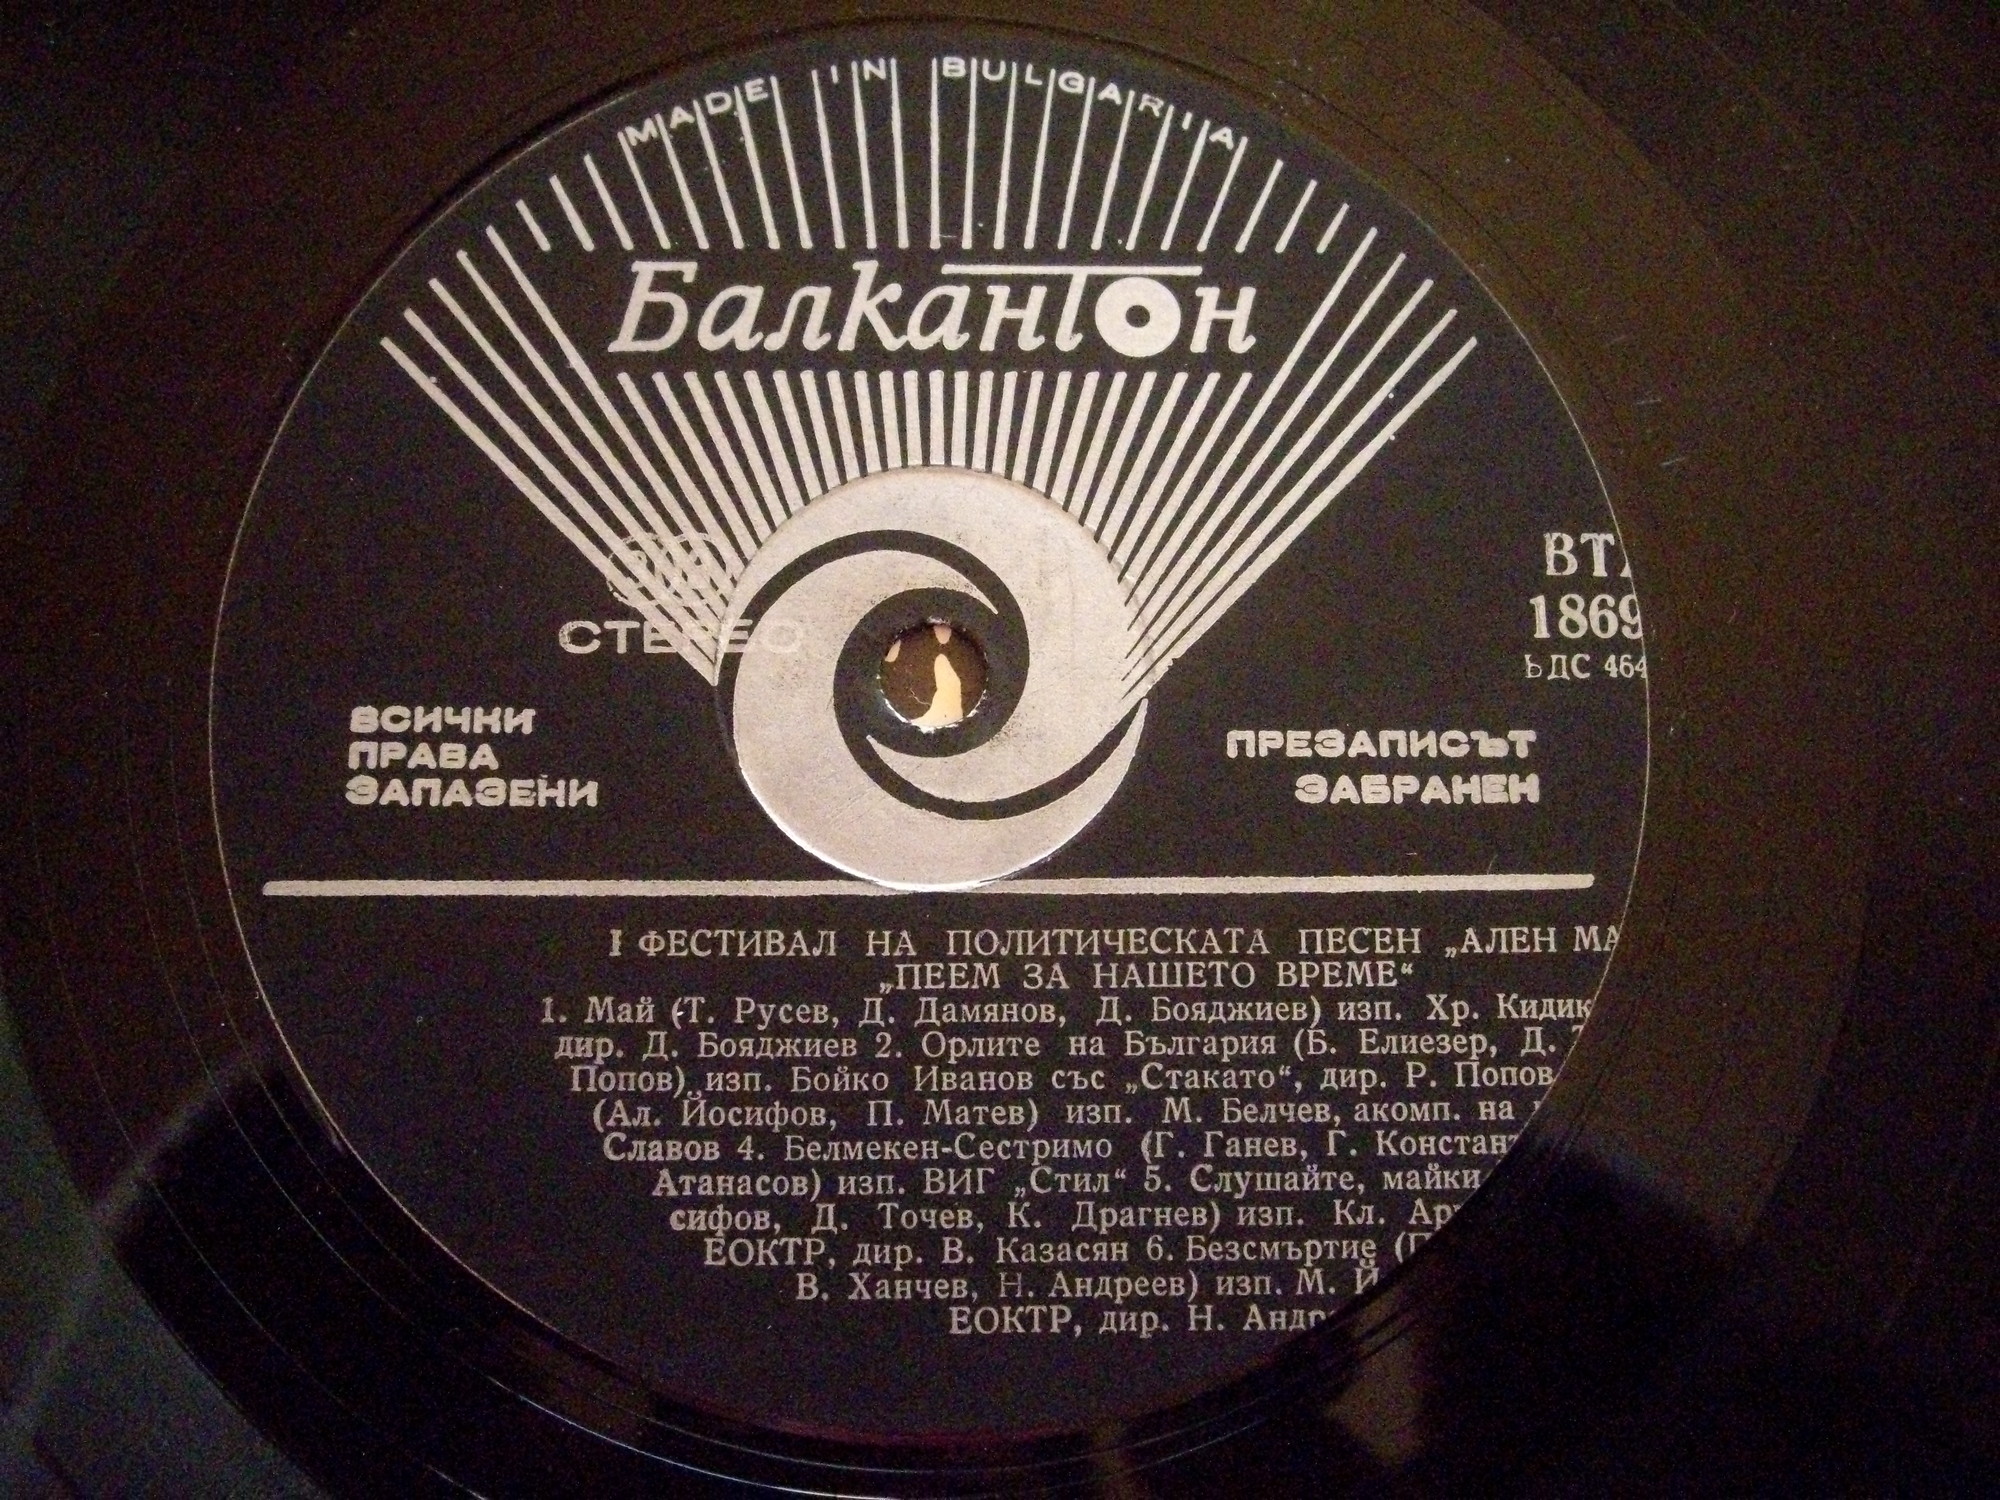 MADE IN BULGARIA
Балкантон
СТЕРЕО
1869
БДС 464
ВСИЧКИ
ПРАВА
ЗАПАЗЕНИ
ПРЕЗАПИСЪТ
ЗАБРАНЕН
I ФЕСТИВАЛ НА ПОЛИТИЧЕСКАТА ПЕСЕН „АЛЕН МА
„ПЕЕМ ЗА НАШЕТО ВРЕМЕ“
1. Май (Т. Русев, Д. Дамянов, Д. Бояджиев) изп. Хр. Кидик
дир. Д. Бояджиев 2. Орлите на България (Б. Елиезер, Д.
Попов) изп. Бойко Иванов със „Стакато“, дир. Р. Попов
(Ал. Йосифов, П. Матев) изп. М. Белчев, акомп. на
Славов 4. Белмекен-Сестримо (Г. Ганев, Г. Констант
Атанасов) изп. ВИГ „Стил“ 5. Слушайте, майки
сифов, Д. Точев, К. Драгнев) изп. Кл. Ар
ЕОКТР, дир. В. Казасян 6. Безсмъртие (
В. Ханчев, Н. Андреев) изп. М. Й
ЕОКТР, дир. Н. Андр